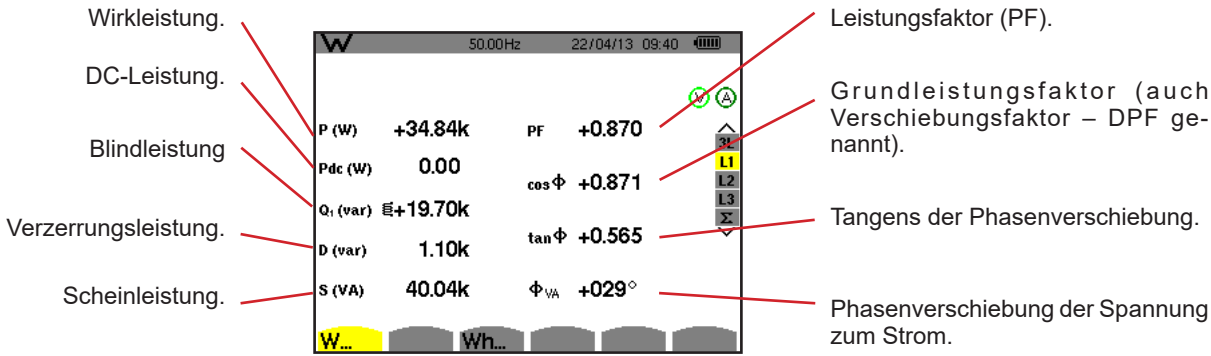 Wirkleistung.
DC-Leistung.
Blindleistung
Verzerrungsleistung.
Scheinleistung.
W 50.00Hz 22/04/13 09:40
V A
P (W) +34.84k PF +0.870
Pdc (W) 0.00 cos Φ +0.871
Q₁ (var) +19.70k tan Φ +0.565
D (var) 1.10k
S (VA) 40.04k Φ VA +029°
3L
L1
L2
L3
Σ
W... Wh...
Leistungsfaktor (PF).
Grundleistungsfaktor (auch
Verschiebungsfaktor – DPF ge-
nannt).
Tangens der Phasenverschiebung.
Phasenverschiebung der Spannung
zum Strom.